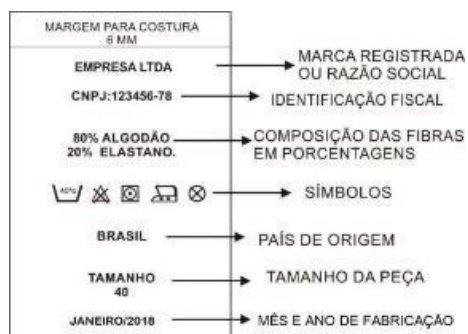 MARGEM PARA COSTURA
6 MM
EMPRESA LTDA
MARCA REGISTRADA
OU RAZÃO SOCIAL
CNPJ:123456-78
IDENTIFICAÇÃO FISCAL
80% ALGODÃO
20% ELASTANO.
COMPOSIÇÃO DAS FIBRAS
EM PORCENTAGENS
SÍMBOLOS
BRASIL
PAÍS DE ORIGEM
TAMANHO
40
TAMANHO DA PEÇA
JANEIRO/2018
MÊS E ANO DE FABRICAÇÃO